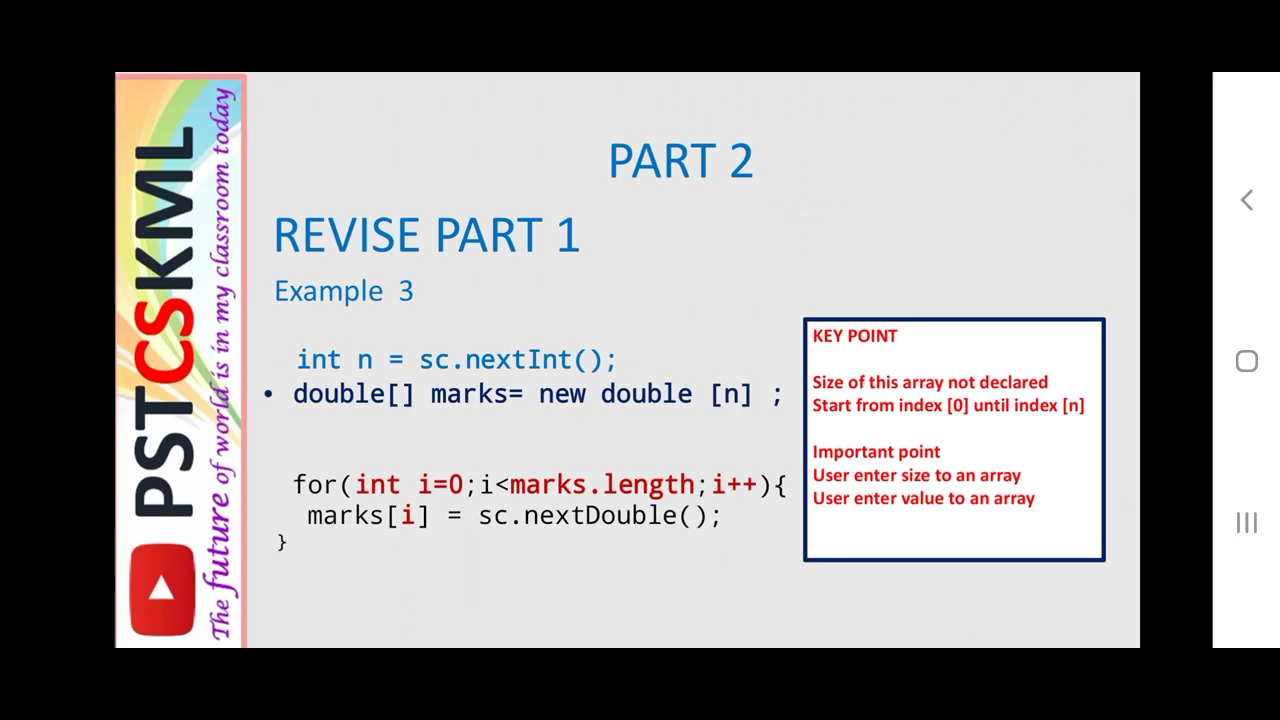 PSTCSKML
The future of world is in my classroom today
PART 2
REVISE PART 1
Example 3
int n = sc.nextInt();
• double[] marks= new double [n] ;
for(int i=0;i<marks.length;i++){
marks[i] = sc.nextDouble();
}
KEY POINT
Size of this array not declared
Start from index [0] until index [n]
Important point
User enter size to an array
User enter value to an array